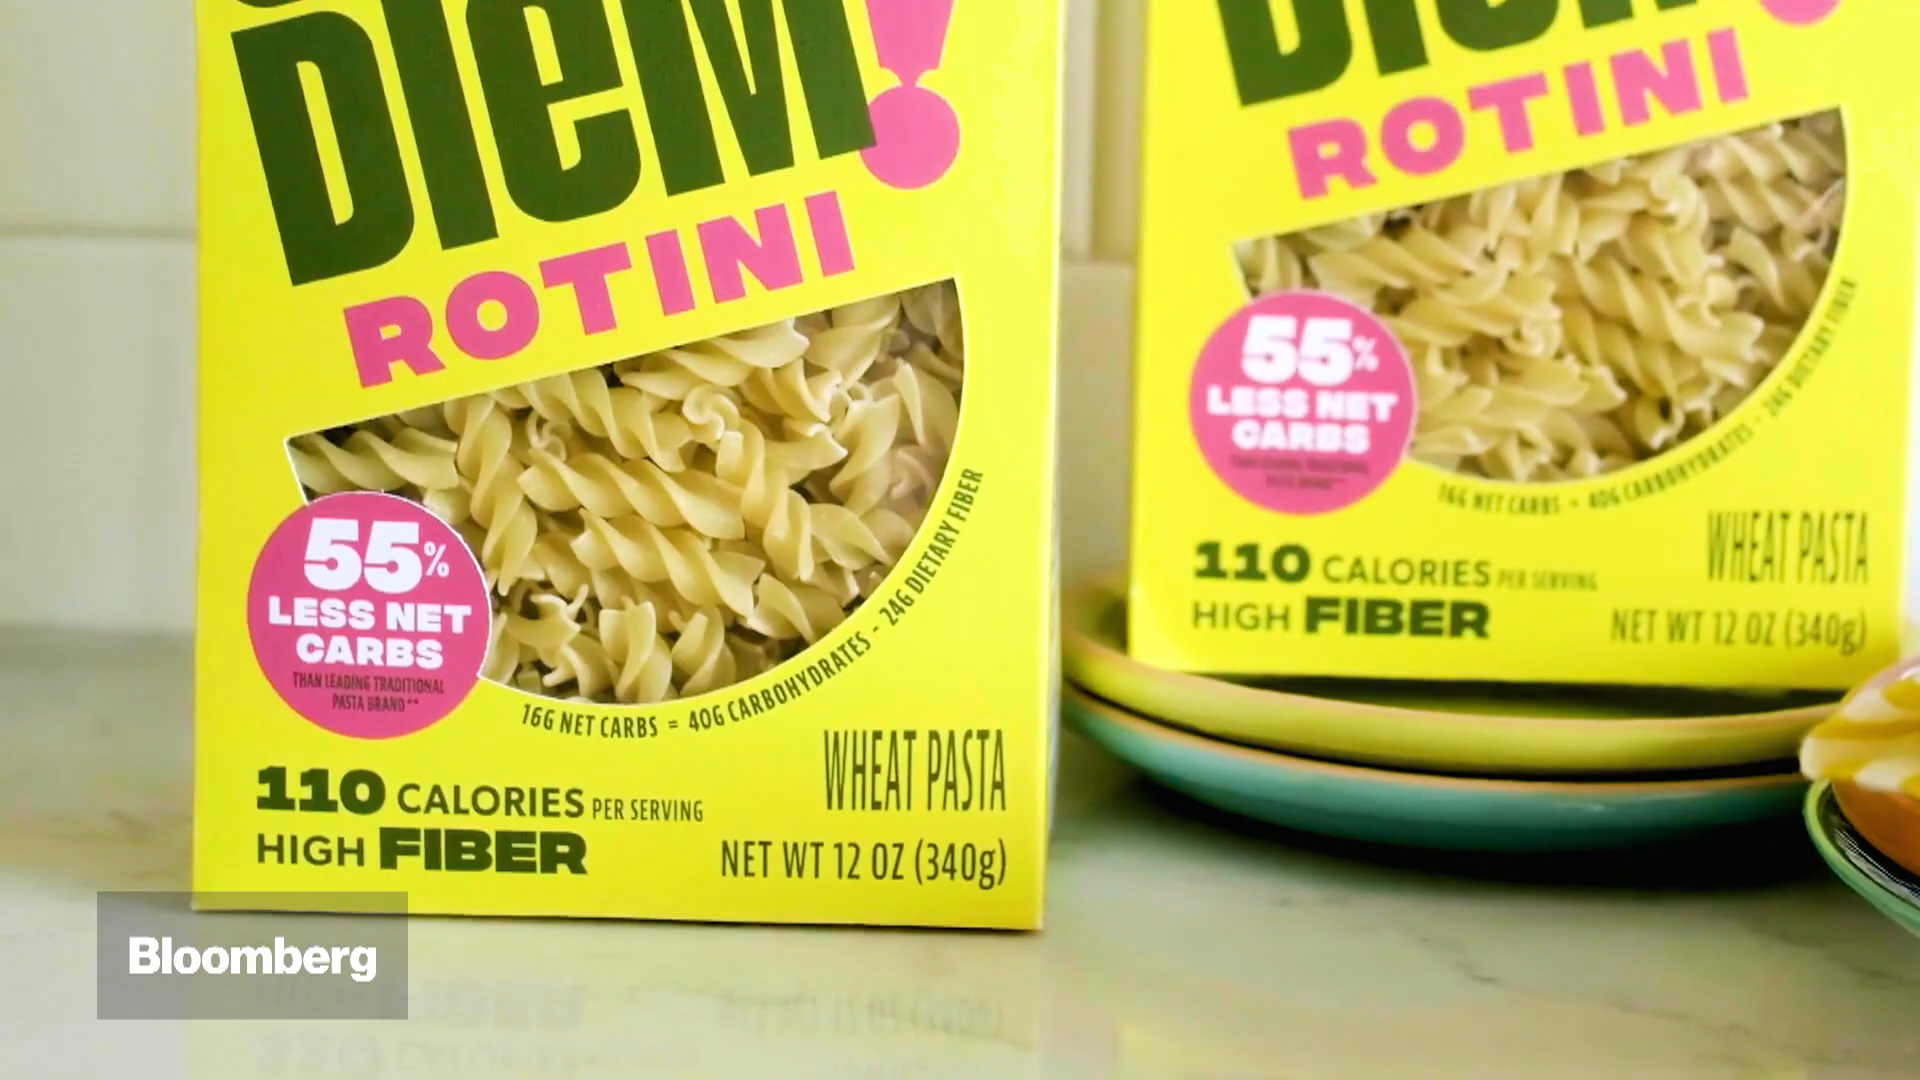 DIEM!
ROTINI
55%
LESS NET
CARBS
THAN LEADING TRADITIONAL
PASTA BRAND**
16G NET CARBS = 40G CARBOHYDRATES - 24G DIETARY FIBER
110 CALORIES PER SERVING
HIGH FIBER
WHEAT PASTA
NET WT 12 OZ (340g)
ROTINI
55%
LESS NET
CARBS
16G NET CARBS = 40G CARBOHYDRATES - 24G DIETARY FIBER
110 CALORIES PER SERVING
HIGH FIBER
WHEAT PASTA
NET WT 12 OZ (340g)
Bloomberg